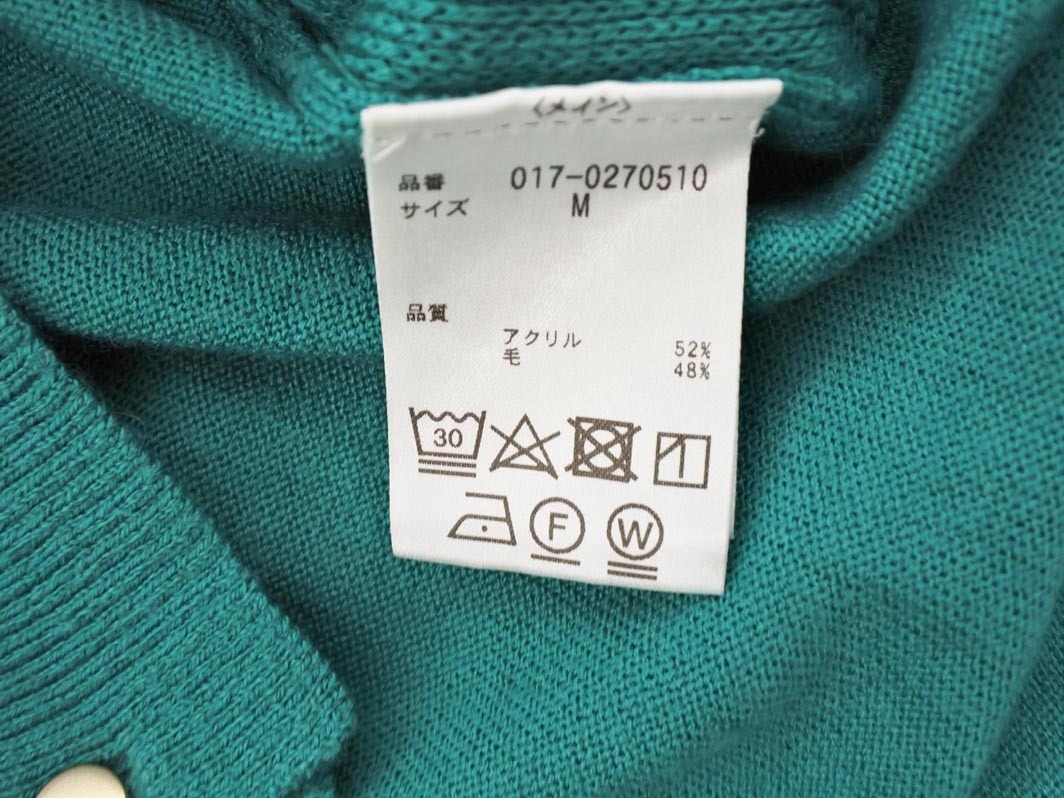 〈メイン〉
品番 017-0270510
サイズ M
品質
アクリル 52%
毛 48%
30
F
W